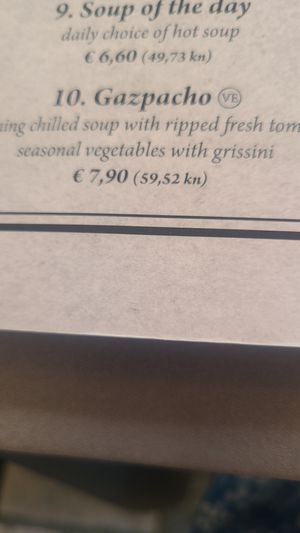 9. Soup of the day
daily choice of hot soup
€ 6,60 (49,73 kn)
10. Gazpacho VE
chilled soup with ripped fresh
seasonal vegetables with grissini
€ 7,90 (59,52 kn)